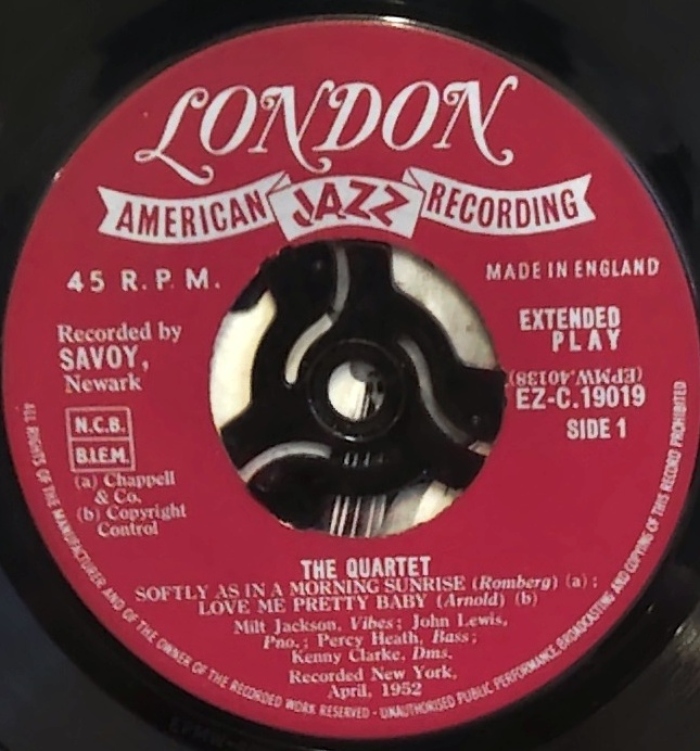 LONDON
AMERICAN JAZZ RECORDING
45 R.P.M.
MADE IN ENGLAND
Recorded by
SAVOY,
Newark
EXTENDED
PLAY
(EPMW.40138)
EZ-C.19019
SIDE 1
N.C.B.
B.I.E.M.
(a) Chappell
& Co.
(b) Copyright
Control
THE QUARTET
SOFTLY AS IN A MORNING SUNRISE (Romberg) (a) ;
LOVE ME PRETTY BABY (Arnold) (b)
Milt Jackson, Vibes ; John Lewis,
Pno. ; Percy Heath, Bass ;
Kenny Clarke, Dms.
Recorded New York,
April, 1952
ALL RIGHTS OF THE MANUFACTURER AND OF THE OWNER OF THE RECORDED WORK RESERVED - UNAUTHORISED PUBLIC PERFORMANCE, BROADCASTING AND COPYING OF THIS RECORD PROHIBITED